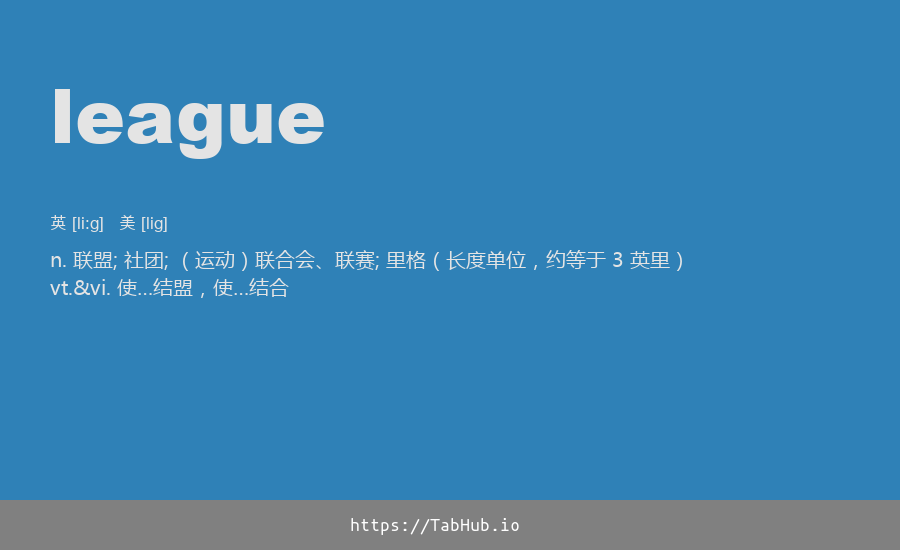 league
英 [li:g] 美 [lig]
n. 联盟; 社团; （运动）联合会、联赛; 里格（长度单位，约等于 3 英里）
vt.&vi. 使…结盟，使…结合
https://TabHub.io